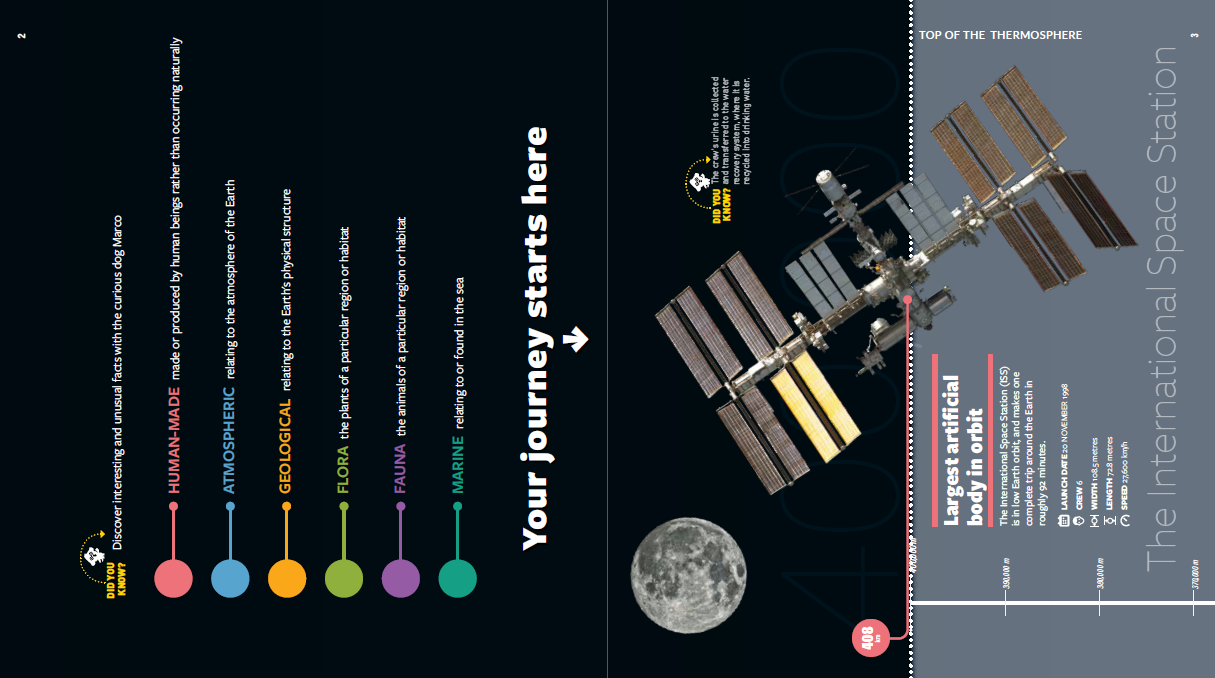 2
DID YOU
KNOW?
Discover interesting and unusual facts with the curious dog Marco
HUMAN-MADE made or produced by human beings rather than occurring naturally
ATMOSPHERIC relating to the atmosphere of the Earth
GEOLOGICAL relating to the Earth's physical structure
FLORA the plants of a particular region or habitat
FAUNA the animals of a particular region or habitat
MARINE relating to or found in the sea
Your journey starts here
DID YOU
KNOW?
The crew's urine is collected
and transferred to the water
recovery system, where it is
recycled into drinking water.
400,000
408
km
400,000 m
TOP OF THE THERMOSPHERE
Largest artificial
body in orbit
The International Space Station (ISS)
is in low Earth orbit, and makes one
complete trip around the Earth in
roughly 92 minutes.
LAUNCH DATE 20 NOVEMBER 1998
CREW 6
WIDTH 108.5 metres
LENGTH 72.8 metres
SPEED 27,600 km/h
390,000 m
380,000 m
370,000 m
The International Space Station
3